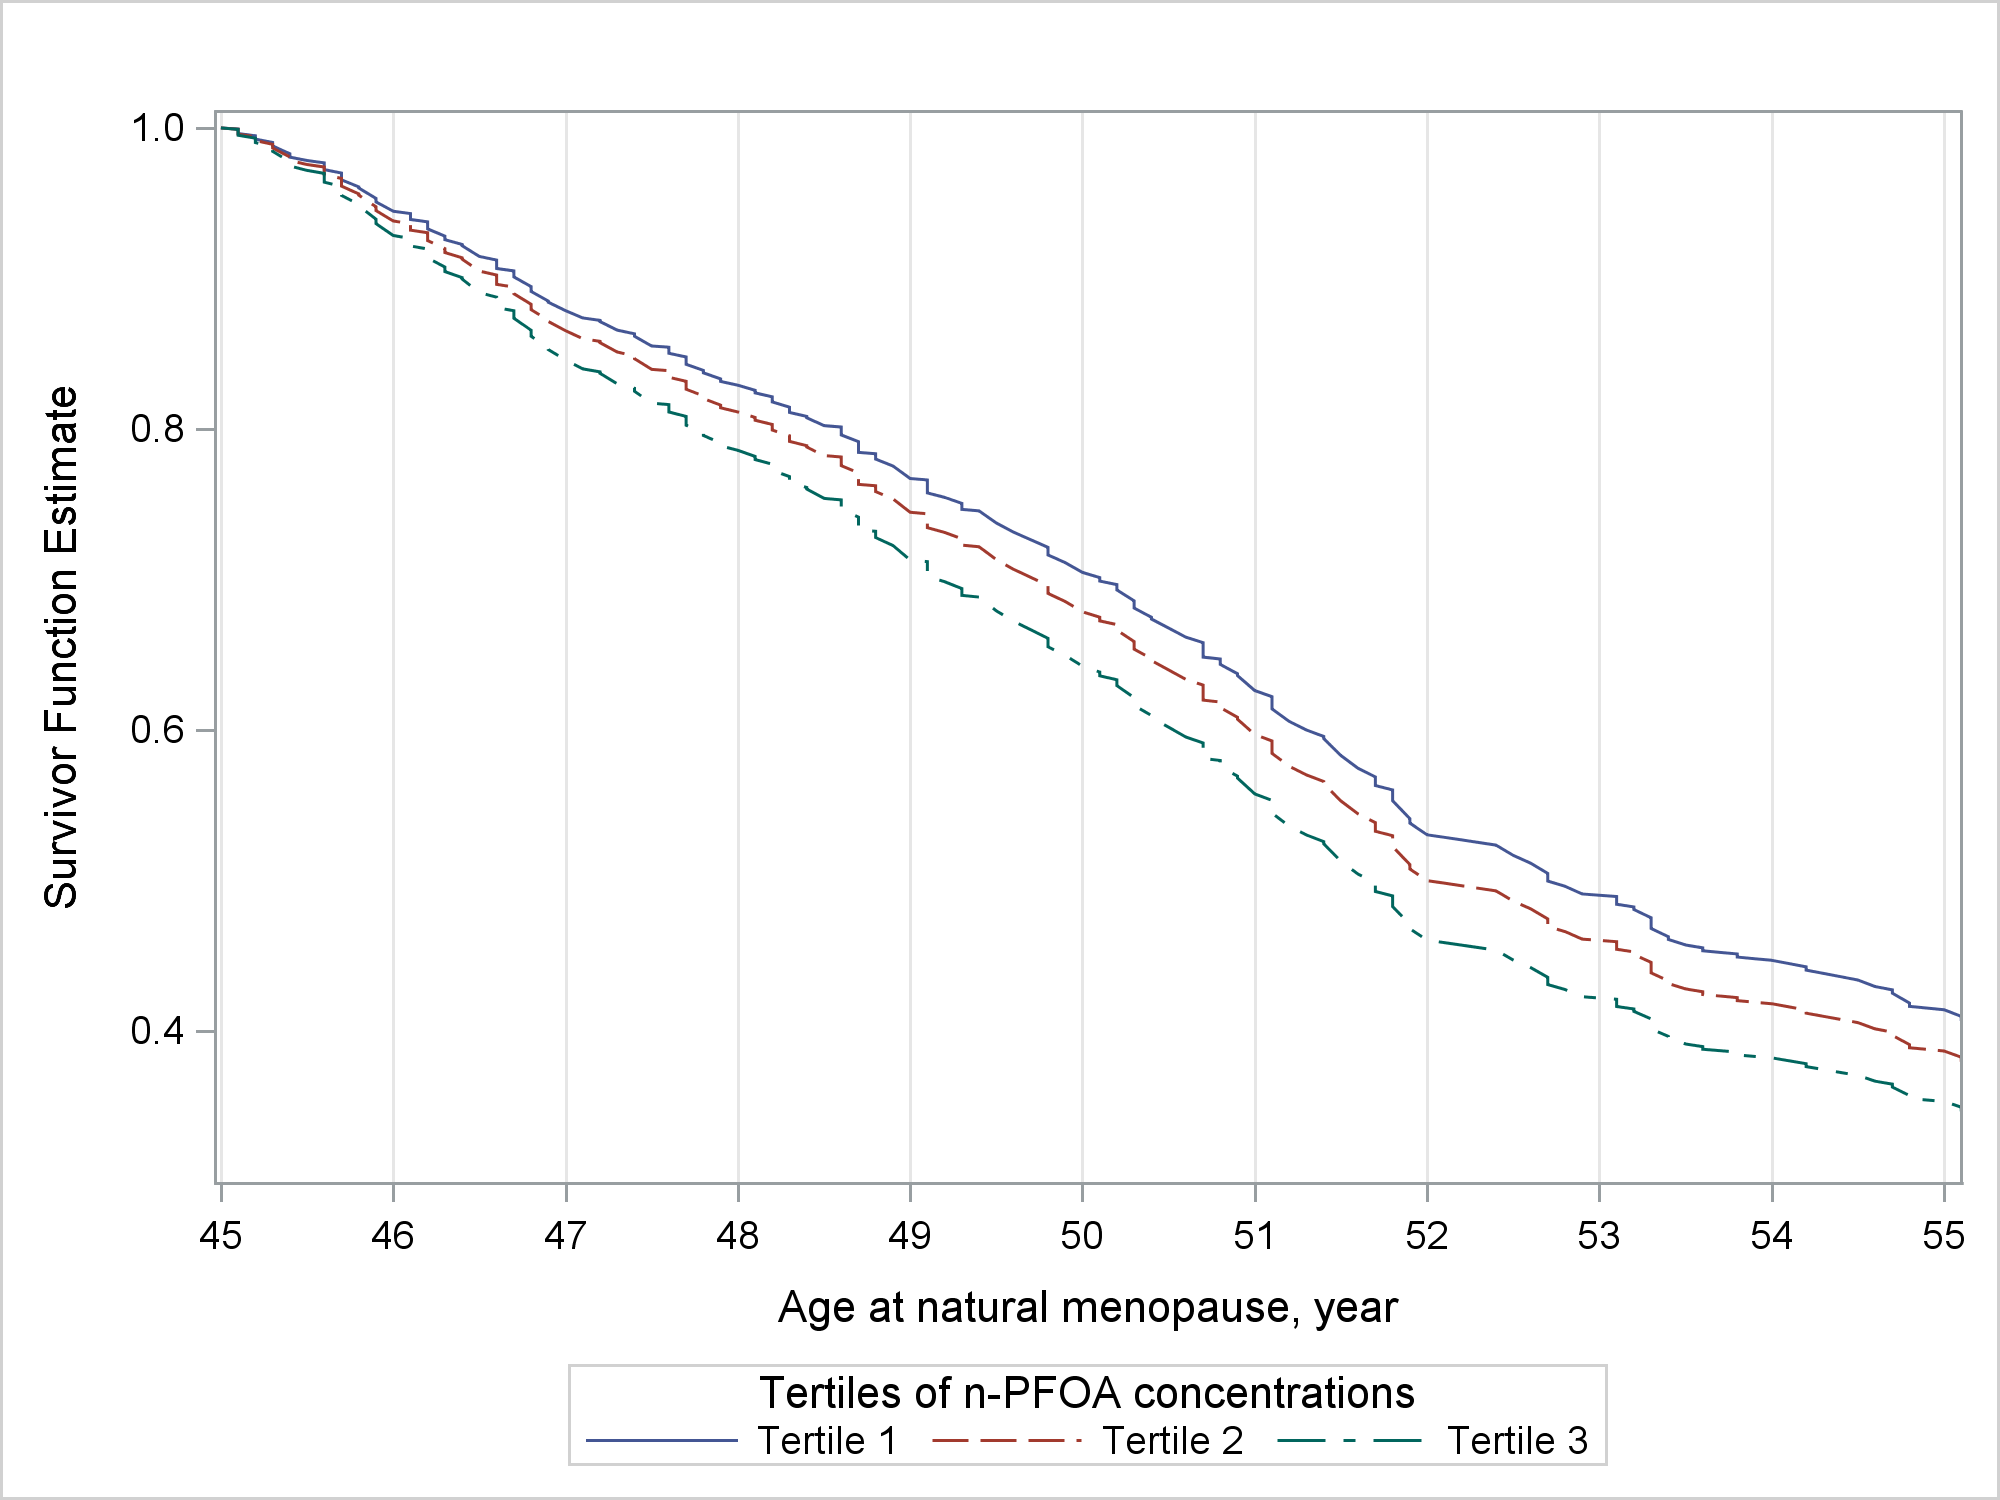 1.0
0.8
0.6
0.4
Survivor Function Estimate
45 46 47 48 49 50 51 52 53 54 55
Age at natural menopause, year
Tertiles of n-PFOA concentrations
Tertile 1 Tertile 2 Tertile 3